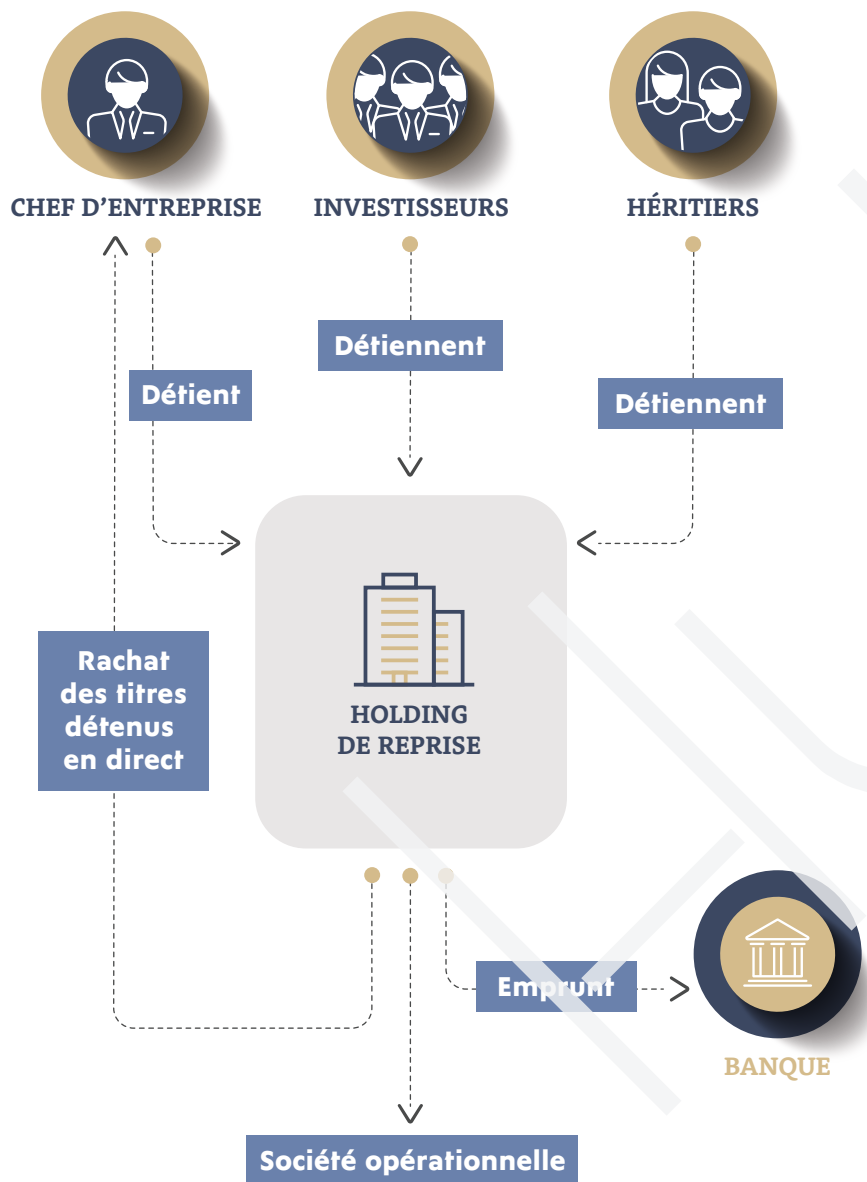 CHEF D'ENTREPRISE
INVESTISSEURS
HÉRITIERS
Détiennent
Détient
Détiennent
Rachat
des titres
détenus
en direct
HOLDING
DE REPRISE
Emprunt
BANQUE
Société opérationnelle